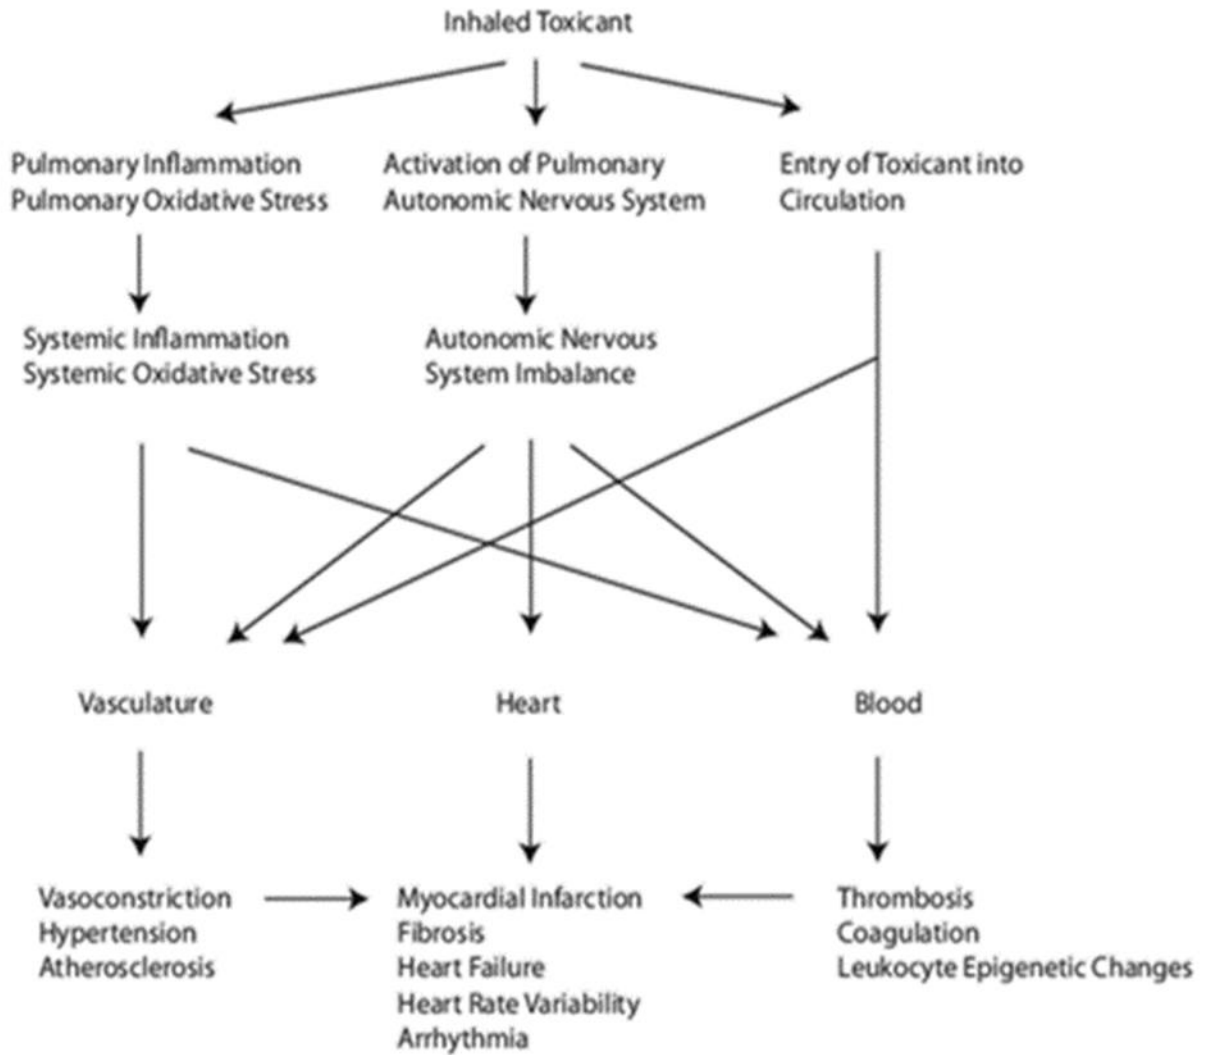 Inhaled Toxicant
Pulmonary Inflammation
Pulmonary Oxidative Stress
Activation of Pulmonary
Autonomic Nervous System
Entry of Toxicant into
Circulation
Systemic Inflammation
Systemic Oxidative Stress
Autonomic Nervous
System Imbalance
Vasculature
Heart
Blood
Vasoconstriction
Hypertension
Atherosclerosis
Myocardial Infarction
Fibrosis
Heart Failure
Heart Rate Variability
Arrhythmia
Thrombosis
Coagulation
Leukocyte Epigenetic Changes